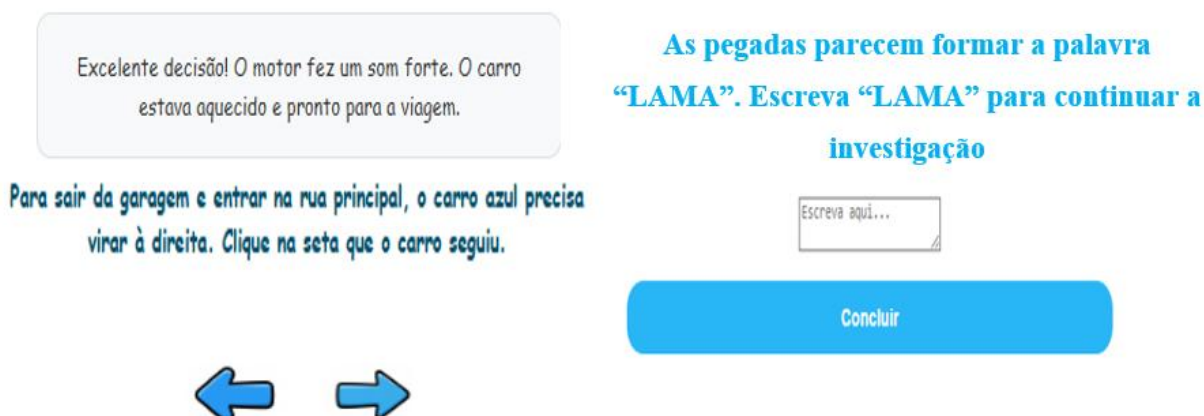 Excelente decisão! O motor fez um som forte. O carro
estava aquecido e pronto para a viagem.
Para sair da garagem e entrar na rua principal, o carro azul precisa
virar à direita. Clique na seta que o carro seguiu.
As pegadas parecem formar a palavra
“LAMA”. Escreva “LAMA” para continuar a
investigação
Escreva aqui...
Concluir